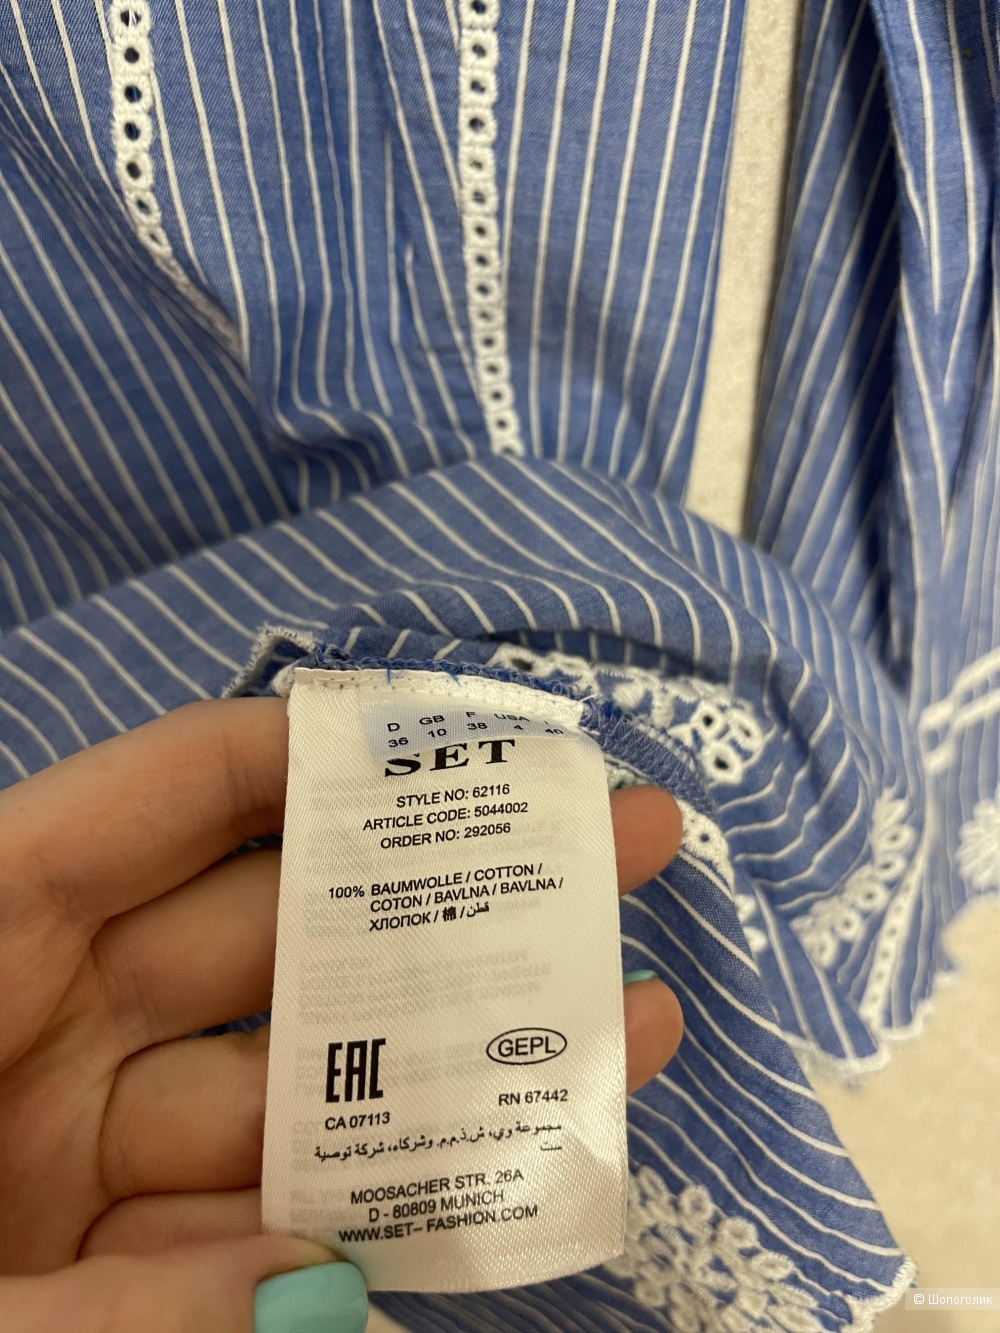 D GB F USA I
36 10 38 4 40
SET
STYLE NO: 62116
ARTICLE CODE: 5044002
ORDER NO: 292056
100% BAUMWOLLE / COTTON /
COTON / BAVLNA / BAVLNA /
ХЛОПОК / 棉 / قطن
EAC
GEPL
CA 07113
RN 67442
مجموعة وي، ش.ذ.م.م. وشركاء، شركة توصية
MOOSACHER STR. 26A
D - 80809 MUNICH
WWW.SET– FASHION.COM
© Шопоголик